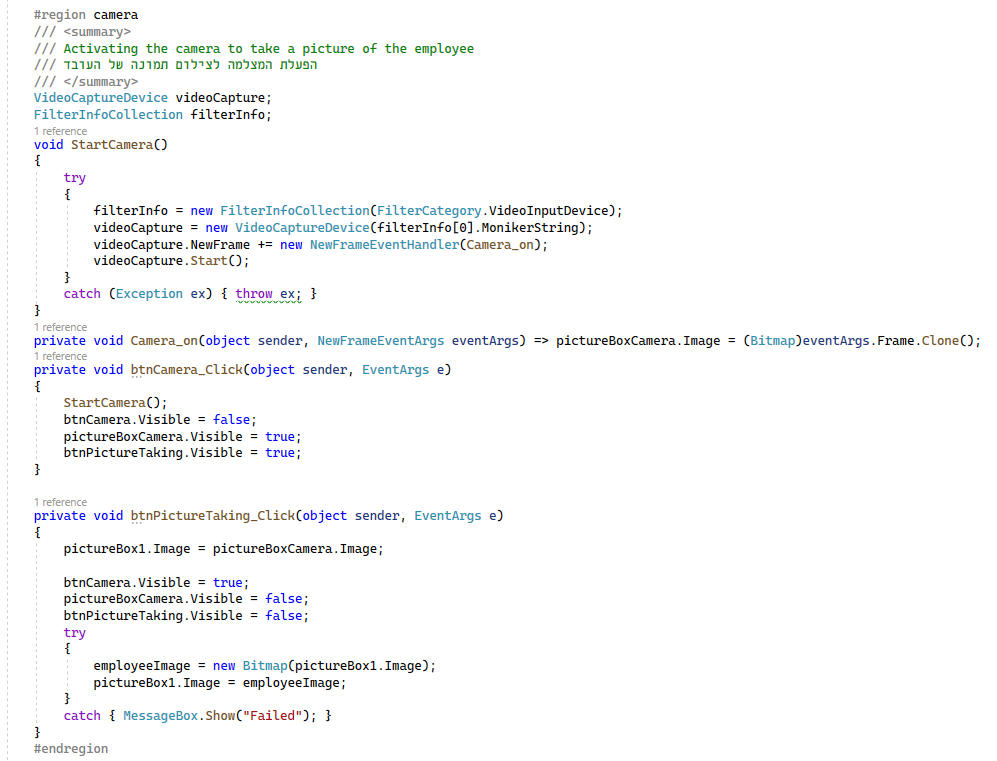 #region camera
/// <summary>
/// Activating the camera to take a picture of the employee
/// הפעלת המצלמה לצילום תמונה של העובד
/// </summary>
VideoCaptureDevice videoCapture;
FilterInfoCollection filterInfo;
1 reference
void StartCamera()
{
try
{
filterInfo = new FilterInfoCollection(FilterCategory.VideoInputDevice);
videoCapture = new VideoCaptureDevice(filterInfo[0].MonikerString);
videoCapture.NewFrame += new NewFrameEventHandler(Camera_on);
videoCapture.Start();
}
catch (Exception ex) { throw ex; }
}
1 reference
private void Camera_on(object sender, NewFrameEventArgs eventArgs) => pictureBoxCamera.Image = (Bitmap)eventArgs.Frame.Clone();
1 reference
private void btnCamera_Click(object sender, EventArgs e)
{
StartCamera();
btnCamera.Visible = false;
pictureBoxCamera.Visible = true;
btnPictureTaking.Visible = true;
}
1 reference
private void btnPictureTaking_Click(object sender, EventArgs e)
{
pictureBox1.Image = pictureBoxCamera.Image;
btnCamera.Visible = true;
pictureBoxCamera.Visible = false;
btnPictureTaking.Visible = false;
try
{
employeeImage = new Bitmap(pictureBox1.Image);
pictureBox1.Image = employeeImage;
}
catch { MessageBox.Show("Failed"); }
}
#endregion